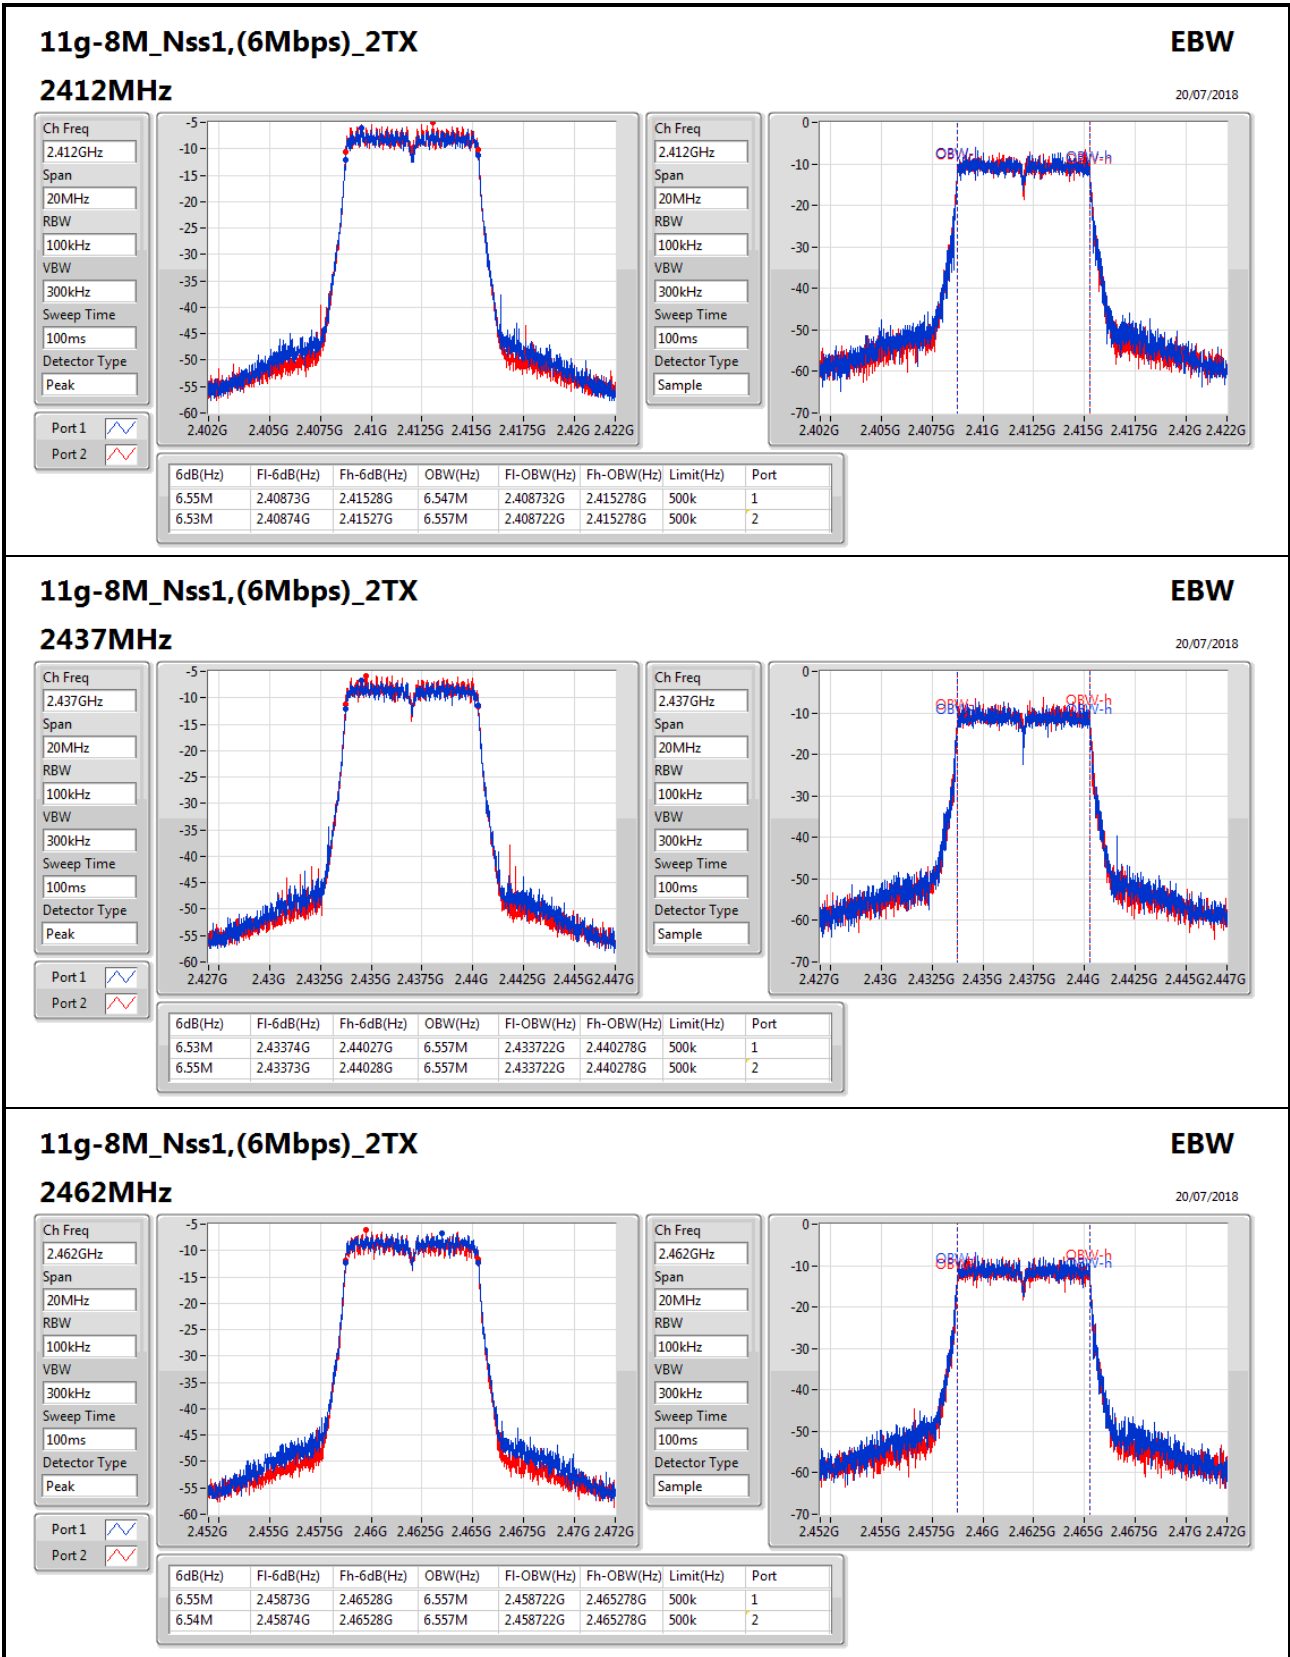 11g-8M_Nss1,(6Mbps)_2TX EBW
2412MHz 20/07/2018
Ch Freq
2.412GHz
Span
20MHz
RBW
100kHz
VBW
300kHz
Sweep Time
100ms
Detector Type
Peak
Port 1
Port 2
-5
-10
-15
-20
-25
-30
-35
-40
-45
-50
-55
-60
2.402G 2.405G 2.4075G 2.41G 2.4125G 2.415G 2.4175G 2.42G 2.422G
Ch Freq
2.412GHz
Span
20MHz
RBW
100kHz
VBW
300kHz
Sweep Time
100ms
Detector Type
Sample
0
-10
-20
-30
-40
-50
-60
-70
OBW-h
2.402G 2.405G 2.4075G 2.41G 2.4125G 2.415G 2.4175G 2.42G 2.422G
6dB(Hz) Fl-6dB(Hz) Fh-6dB(Hz) OBW(Hz) Fl-OBW(Hz) Fh-OBW(Hz) Limit(Hz) Port
6.55M 2.40873G 2.41528G 6.547M 2.408732G 2.415278G 500k 1
6.53M 2.40874G 2.41527G 6.557M 2.408722G 2.415278G 500k 2
11g-8M_Nss1,(6Mbps)_2TX EBW
2437MHz 20/07/2018
Ch Freq
2.437GHz
Span
20MHz
RBW
100kHz
VBW
300kHz
Sweep Time
100ms
Detector Type
Peak
Port 1
Port 2
-5
-10
-15
-20
-25
-30
-35
-40
-45
-50
-55
-60
2.427G 2.43G 2.4325G 2.435G 2.4375G 2.44G 2.4425G 2.445G 2.447G
Ch Freq
2.437GHz
Span
20MHz
RBW
100kHz
VBW
300kHz
Sweep Time
100ms
Detector Type
Sample
0
-10
-20
-30
-40
-50
-60
-70
OBW-h
OBW-h
2.427G 2.43G 2.4325G 2.435G 2.4375G 2.44G 2.4425G 2.445G 2.447G
6dB(Hz) Fl-6dB(Hz) Fh-6dB(Hz) OBW(Hz) Fl-OBW(Hz) Fh-OBW(Hz) Limit(Hz) Port
6.53M 2.43374G 2.44027G 6.557M 2.433722G 2.440278G 500k 1
6.55M 2.43373G 2.44028G 6.557M 2.433722G 2.440278G 500k 2
11g-8M_Nss1,(6Mbps)_2TX EBW
2462MHz 20/07/2018
Ch Freq
2.462GHz
Span
20MHz
RBW
100kHz
VBW
300kHz
Sweep Time
100ms
Detector Type
Peak
Port 1
Port 2
-5
-10
-15
-20
-25
-30
-35
-40
-45
-50
-55
-60
2.452G 2.455G 2.4575G 2.46G 2.4625G 2.465G 2.4675G 2.47G 2.472G
Ch Freq
2.462GHz
Span
20MHz
RBW
100kHz
VBW
300kHz
Sweep Time
100ms
Detector Type
Sample
0
-10
-20
-30
-40
-50
-60
-70
OBW-h
OBW-h
2.452G 2.455G 2.4575G 2.46G 2.4625G 2.465G 2.4675G 2.47G 2.472G
6dB(Hz) Fl-6dB(Hz) Fh-6dB(Hz) OBW(Hz) Fl-OBW(Hz) Fh-OBW(Hz) Limit(Hz) Port
6.55M 2.45873G 2.46528G 6.557M 2.458722G 2.465278G 500k 1
6.54M 2.45874G 2.46528G 6.557M 2.458722G 2.465278G 500k 2